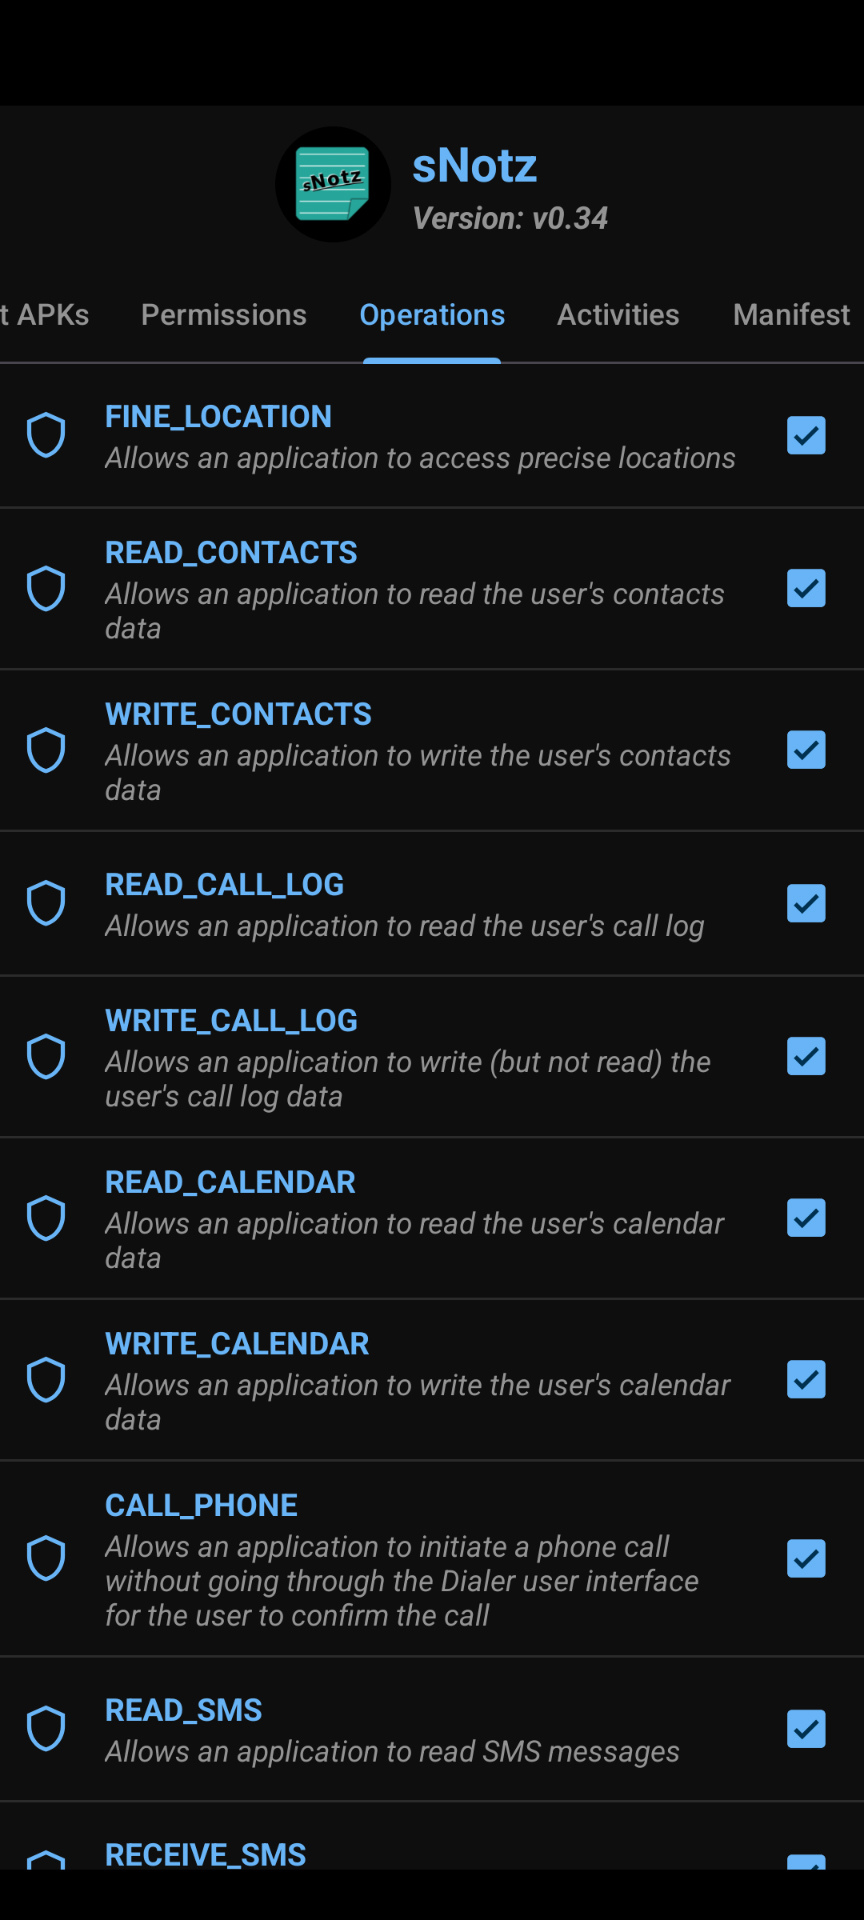 sNotz
sNotz
Version: v0.34
t APKs Permissions Operations Activities Manifest
FINE_LOCATION
Allows an application to access precise locations
READ_CONTACTS
Allows an application to read the user's contacts
data
WRITE_CONTACTS
Allows an application to write the user's contacts
data
READ_CALL_LOG
Allows an application to read the user's call log
WRITE_CALL_LOG
Allows an application to write (but not read) the
user's call log data
READ_CALENDAR
Allows an application to read the user's calendar
data
WRITE_CALENDAR
Allows an application to write the user's calendar
data
CALL_PHONE
Allows an application to initiate a phone call
without going through the Dialer user interface
for the user to confirm the call
READ_SMS
Allows an application to read SMS messages
RECEIVE_SMS